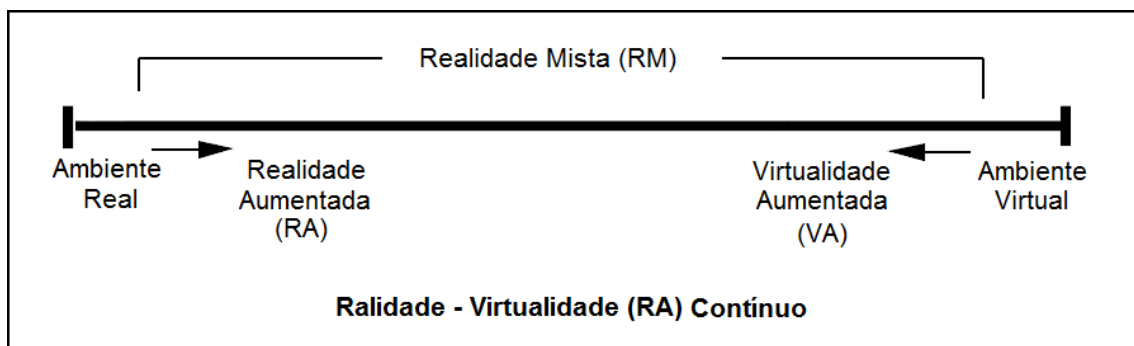 Realidade Mista (RM)
Ambiente
Real
Realidade
Aumentada
(RA)
Virtualidade
Aumentada
(VA)
Ambiente
Virtual
Ralidade - Virtualidade (RA) Contínuo